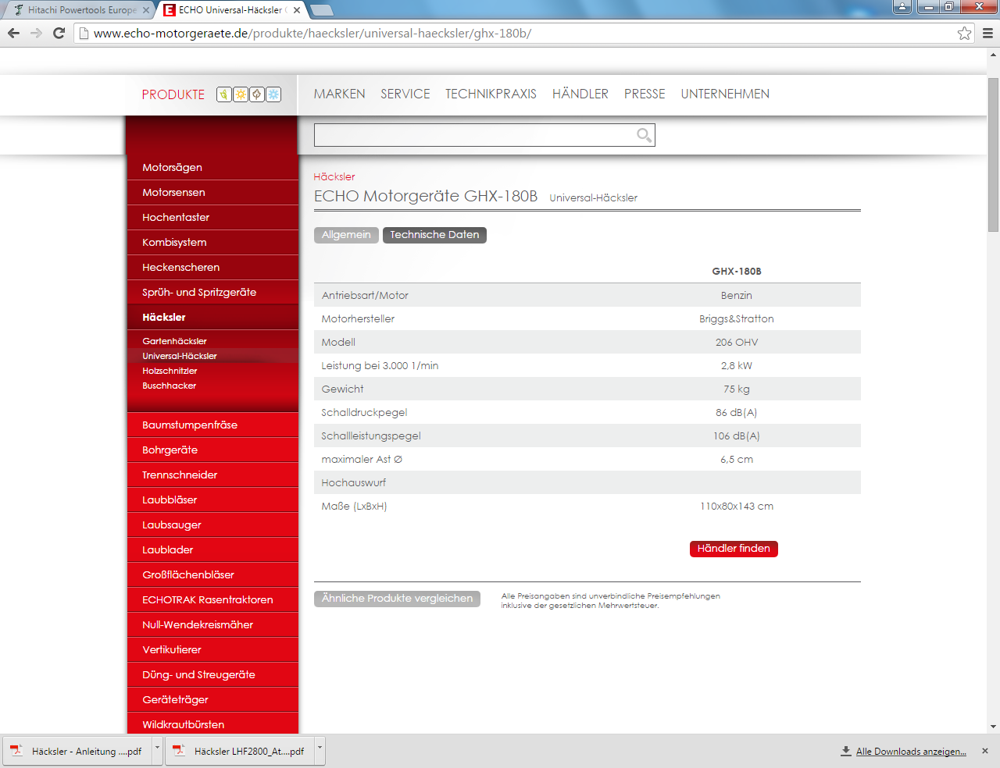 Hitachi Powertools Europe
ECHO Universal-Häcksler
www.echo-motorgeraete.de/produkte/haecksler/universal-haecksler/ghx-180b/
PRODUKTE
MARKEN SERVICE TECHNIKPRAXIS HÄNDLER PRESSE UNTERNEHMEN
Motorsägen
Motorsensen
Hochentaster
Kombisystem
Heckenscheren
Sprüh- und Spritzgeräte
Häcksler
Gartenhäcksler
Universal-Häcksler
Holzschnitzler
Buschhacker
Baumstumpenfräse
Bohrgeräte
Trennschneider
Laubbläser
Laubsauger
Laublader
Großflächenbläser
ECHOTRAK Rasentraktoren
Null-Wendekreismäher
Vertikutierer
Düng- und Streugeräte
Geräteträger
Wildkrautbürsten
Häcksler
ECHO Motorgeräte GHX-180B Universal-Häcksler
Allgemein Technische Daten
GHX-180B
Antriebsart/Motor Benzin
Motorhersteller Briggs&Stratton
Modell 206 OHV
Leistung bei 3.000 1/min 2,8 kW
Gewicht 75 kg
Schalldruckpegel 86 dB(A)
Schallleistungspegel 106 dB(A)
maximaler Ast Ø 6,5 cm
Hochauswurf
Maße (LxBxH) 110x80x143 cm
Händler finden
Ähnliche Produkte vergleichen
Alle Preisangaben sind unverbindliche Preisempfehlungen
inklusive der gesetzlichen Mehrwertsteuer.
Häcksler - Anleitung ....pdf
Häcksler LHF2800_At....pdf
Alle Downloads anzeigen...